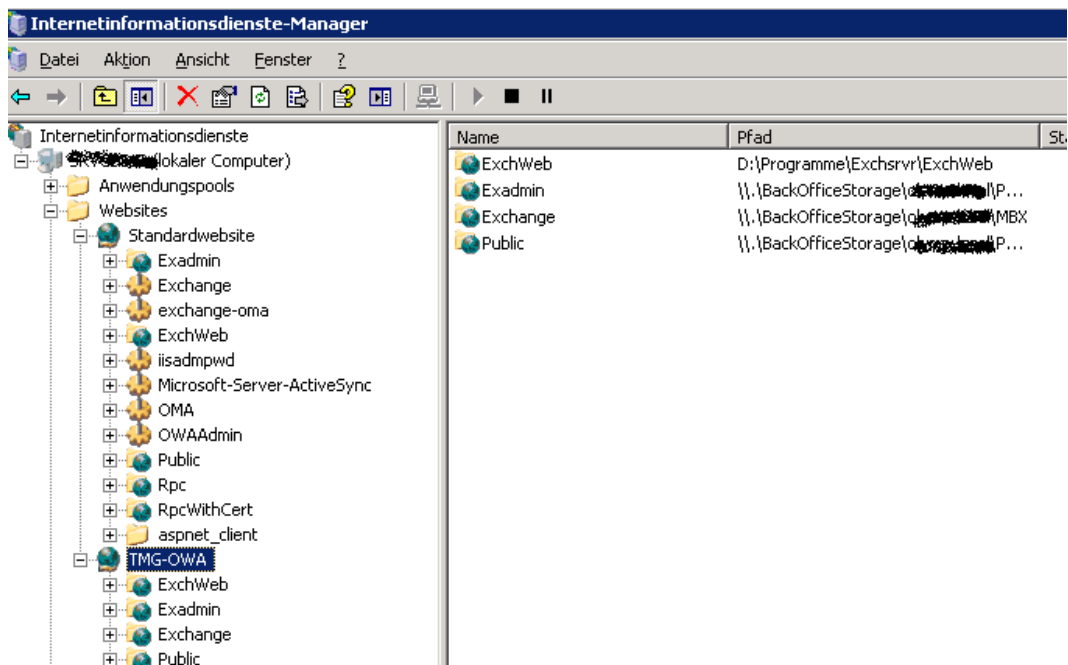 Internetinformationsdienste-Manager
Datei Aktion Ansicht Fenster ?
Internetinformationsdienste
(lokaler Computer)
Anwendungspools
Websites
Standardwebsite
Exadmin
Exchange
exchange-oma
ExchWeb
iisadmpwd
Microsoft-Server-ActiveSync
OMA
OWAAdmin
Public
Rpc
RpcWithCert
aspnet_client
TMG-OWA
ExchWeb
Exadmin
Exchange
Public
Name Pfad St
ExchWeb D:\Programme\Exchsrvr\ExchWeb
Exadmin \\.\BackOfficeStorage\ \P...
Exchange \\.\BackOfficeStorage\ \MBX
Public \\.\BackOfficeStorage\ \P...